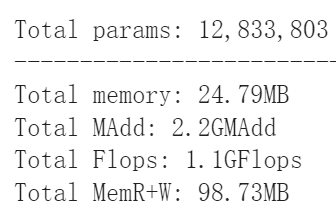 Total params: 12,833,803
--------------------------
Total memory: 24.79MB
Total MAdd: 2.2GMAdd
Total Flops: 1.1GFlops
Total MemR+W: 98.73MB